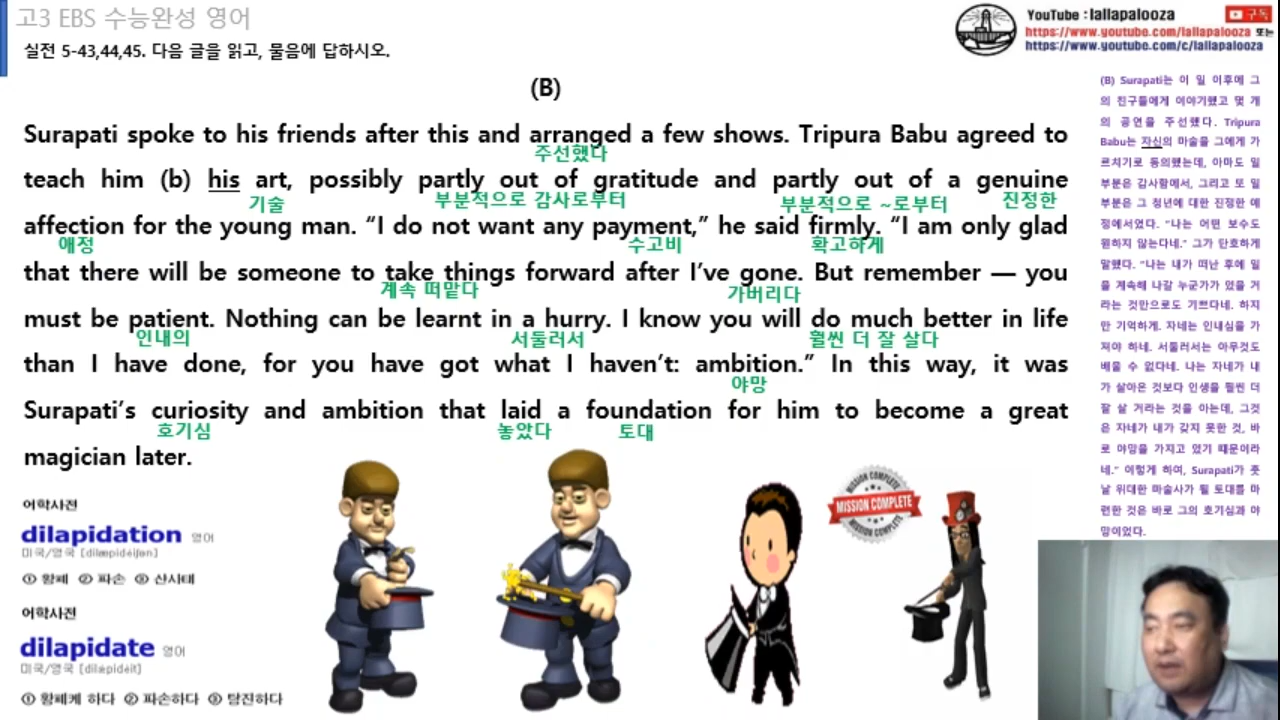 고3 EBS 수능완성 영어
실전 5-43,44,45. 다음 글을 읽고, 물음에 답하시오.
YouTube : lallapalooza
구독
https://www.youtube.com/lallapalooza 또는
https://www.youtube.com/c/lallapalooza
(B)
Surapati spoke to his friends after this and arranged a few shows. Tripura Babu agreed to
주선했다
teach him (b) his art, possibly partly out of gratitude and partly out of a genuine
기술 부분적으로 감사로부터 부분적으로 ~로부터 진정한
affection for the young man. “I do not want any payment,” he said firmly. “I am only glad
애정 수고비 확고하게
that there will be someone to take things forward after I’ve gone. But remember — you
계속 떠맡다 가버리다
must be patient. Nothing can be learnt in a hurry. I know you will do much better in life
인내의 서둘러서 훨씬 더 잘 살다
than I have done, for you have got what I haven’t: ambition.” In this way, it was
야망
Surapati’s curiosity and ambition that laid a foundation for him to become a great
호기심 놓았다 토대
magician later.
(B) Surapati는 이 일 이후에 그
의 친구들에게 이야기했고 몇 개
의 공연을 주선했다. Tripura
Babu는 자신의 마술을 그에게 가
르치기로 동의했는데, 아마도 일
부분은 감사함에서, 그리고 또 일
부분은 그 청년에 대한 진정한 애
정에서였다. “나는 어떤 보수도
원하지 않는다네.” 그가 단호하게
말했다. “나는 내가 떠난 후에 일
을 계속해 나갈 누군가가 있을 거
라는 것만으로도 기쁘다네. 하지
만 기억하게. 자네는 인내심을 가
져야 하네. 서둘러서는 아무것도
배울 수 없다네. 나는 자네가 내
가 살아온 것보다 인생을 훨씬 더
잘 살 거라는 것을 아는데, 그것
은 자네가 내가 갖지 못한 것, 바
로 야망을 가지고 있기 때문이라
네.” 이렇게 하여, Surapati가 훗
날 위대한 마술사가 될 토대를 마
련한 것은 바로 그의 호기심과 야
망이었다.
어학사전
dilapidation 영어
미국/영국 [dilæpidéiʃən]
① 황폐 ② 파손 ③ 산사태
어학사전
dilapidate 영어
미국/영국 [dilǽpidèit]
① 황폐케 하다 ② 파손하다 ③ 탕진하다
MISSION COMPLETE
MISSION COMPLETE
MISSION COMPLETE